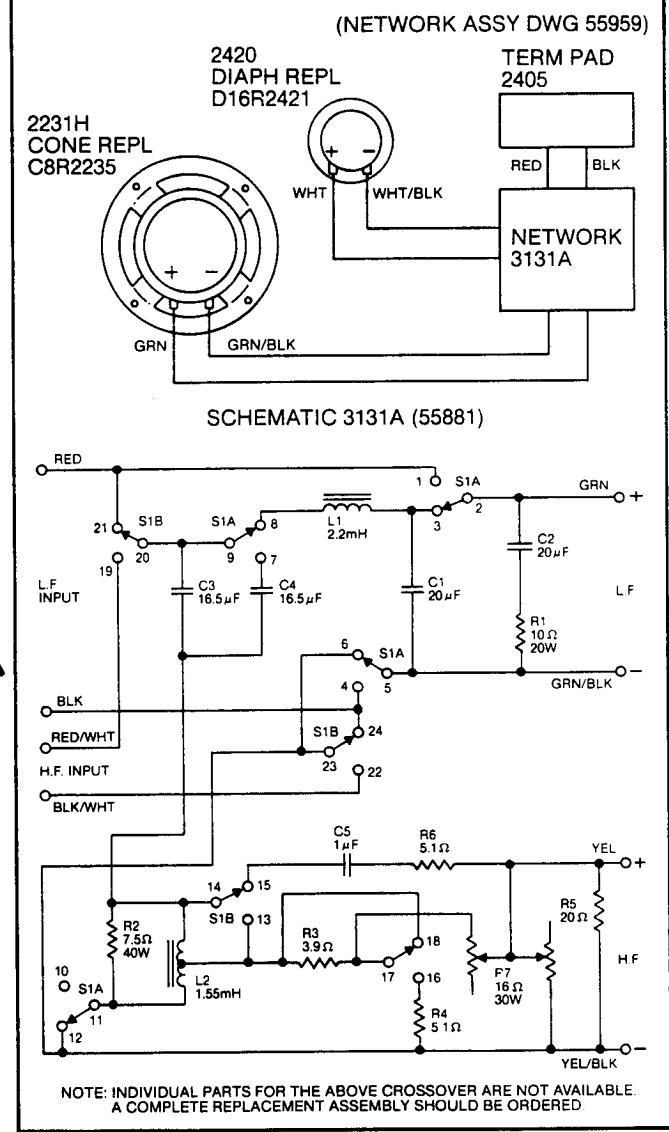 (NETWORK ASSY DWG 55959)
2420
DIAPH REPL
D16R2421
TERM PAD
2405
2231H
CONE REPL
C8R2235
+ −
RED BLK
WHT WHT/BLK
NETWORK
3131A
+ −
GRN GRN/BLK
SCHEMATIC 3131A (55881)
RED
1 S1A
GRN +
21 S1B
S1A 8
L1
2.2mH
3 2
20
9
C2
20µF
19
7
L.F
INPUT
C3
16.5µF
C4
16.5µF
C1
20µF
L.F
R1
10Ω
20W
6 S1A
5
−
GRN/BLK
4
BLK
RED/WHT
S1B 24
23
H.F. INPUT
22
BLK/WHT
C5
1µF
R6
5.1Ω
YEL +
14 15
S1B 13
R5
20Ω
R2
7.5Ω
40W
R3
3.9Ω
18
17
H.F
10
S1A
11
12
L2
1.55mH
16
F7
16Ω
30W
R4
5 1Ω
−
YEL/BLK
NOTE: INDIVIDUAL PARTS FOR THE ABOVE CROSSOVER ARE NOT AVAILABLE.
A COMPLETE REPLACEMENT ASSEMBLY SHOULD BE ORDERED